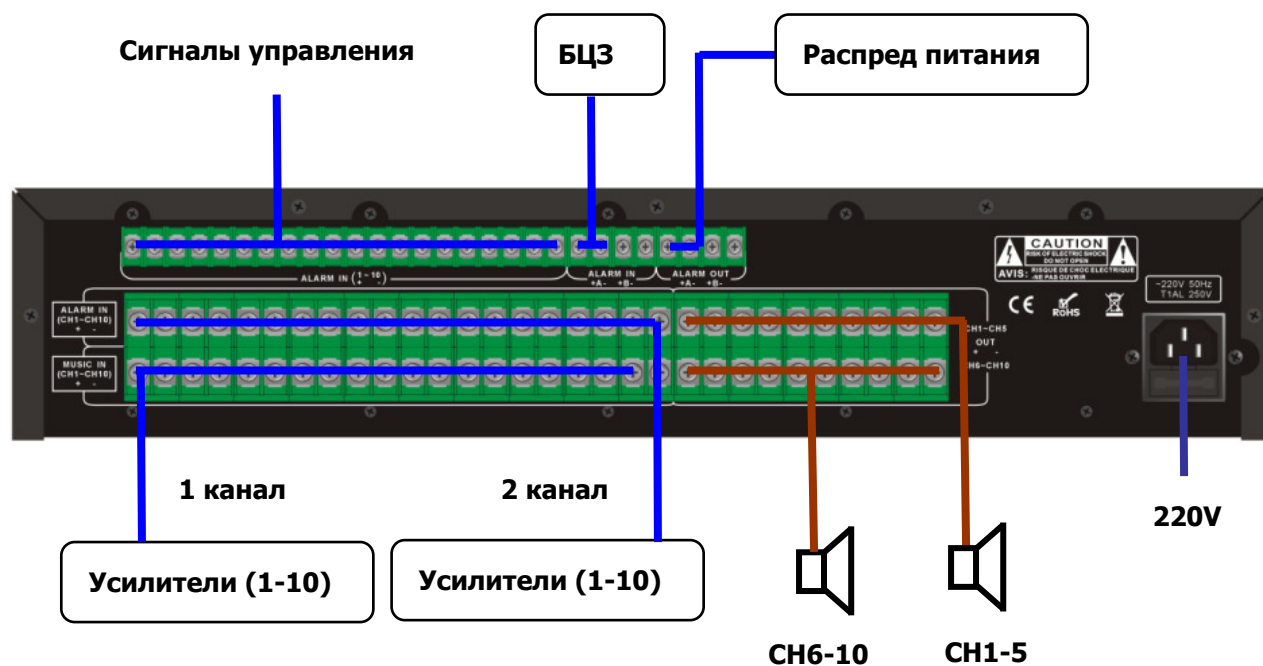 Сигналы управления
БЦЗ
Распред питания
ALARM IN (1~10)
+ -
ALARM IN
+A- +B-
ALARM OUT
+A- +B-
CAUTION
RISK OF ELECTRIC SHOCK
DO NOT OPEN
AVIS: RISQUE DE CHOC ELECTRIQUE
-NE PAS OUVRIR
CE
RoHS
~220V 50Hz
T1AL 250V
ALARM IN
(CH1~CH10)
+ -
MUSIC IN
(CH1~CH10)
+ -
CH1~CH5
OUT
+ -
CH6~CH10
1 канал
2 канал
220V
Усилители (1-10)
Усилители (1-10)
CH6-10
CH1-5